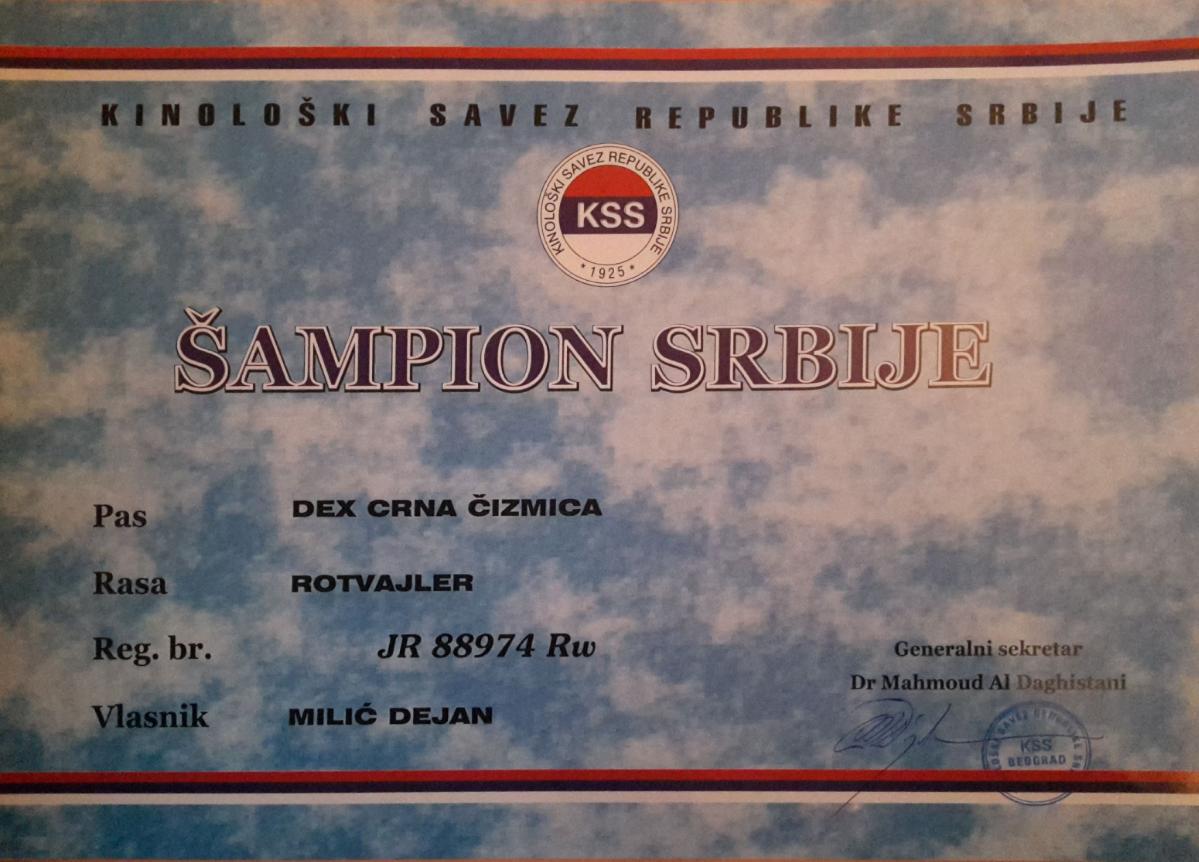 KINOLOŠKI SAVEZ REPUBLIKE SRBIJE
KINOLOŠKI SAVEZ REPUBLIKE SRBIJE
KSS
* 1925 *
ŠAMPION SRBIJE
Pas DEX CRNA ČIZMICA
Rasa ROTVAJLER
Reg. br. JR 88974 Rw
Vlasnik MILIĆ DEJAN
Generalni sekretar
Dr Mahmoud Al Daghistani
SAVEZ
KSS
BEOGRAD